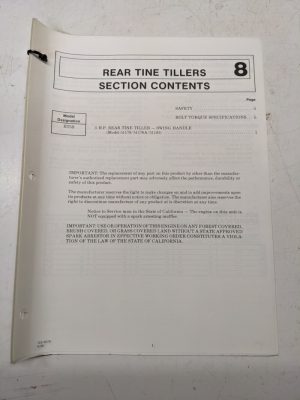 REAR TINE TILLERS
SECTION CONTENTS
8
Page
SAFETY
BOLT TORQUE SPECIFICATIONS
Model
Designation
5 H.P. REAR TINE TILLER – SWING HANDLE
1
IMPORTANT: The replacement of any part on this product by other than the manufac-
turer's authorized replacement part may adversely affect the performance, durability or
safety of this product.
The manufacturer reserves the right to make changes on and to add improvements upon
its products at any time without notice or obligation. The manufacturer also reserves the
right to discontinue manufacture of any product at its discretion at any time.
Notice to Service men in the State of California – The engine on this unit is
NOT equipped with a spark arresting muffler.
IMPORTANT: USE OR OPERATION OF THIS ENGINE ON ANY FOREST COVERED,
BRUSH COVERED, OR GRASS COVERED LAND WITHOUT A STATE APPROVED
SPARK ARRESTOR IN EFFECTIVE WORKING ORDER CONSTITUTES A VIOLA-
TION OF THE LAW OF THE STATE OF CALIFORNIA.